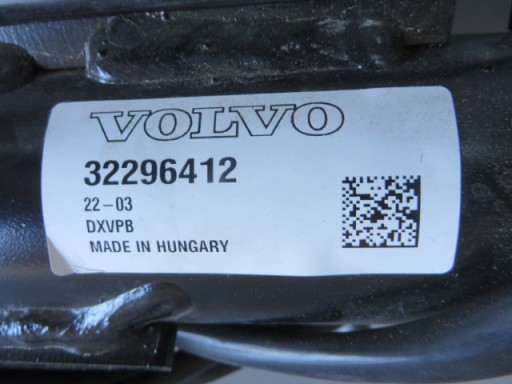 VOLVO
32296412
22-03
DXVPB
MADE IN HUNGARY